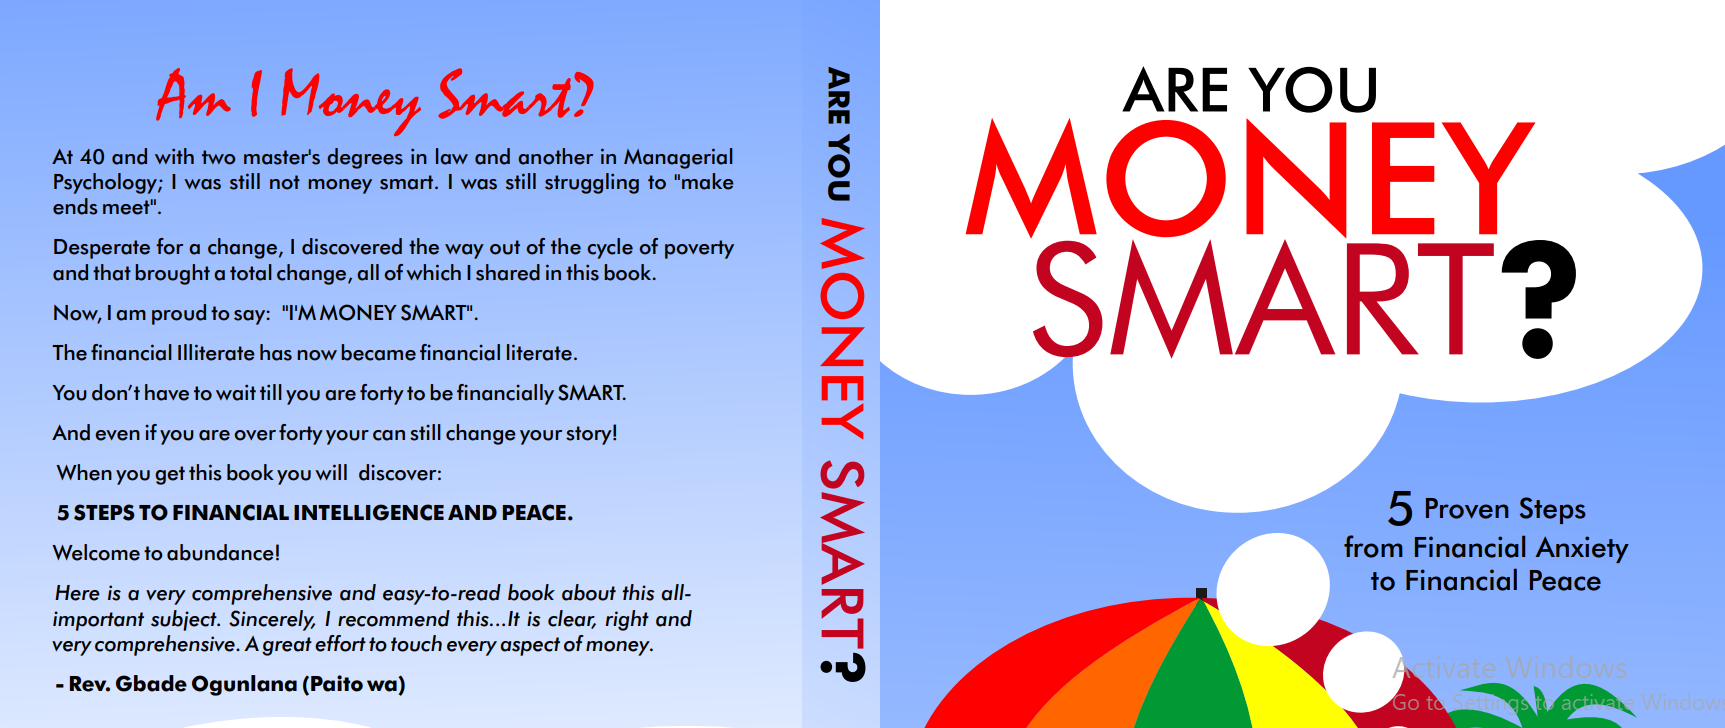 Am I Money Smart?
At 40 and with two master's degrees in law and another in Managerial
Psychology; I was still not money smart. I was still struggling to "make
ends meet".
Desperate for a change, I discovered the way out of the cycle of poverty
and that brought a total change, all of which I shared in this book.
Now, I am proud to say: "I'M MONEY SMART".
The financial Illiterate has now became financial literate.
You don't have to wait till you are forty to be financially SMART.
And even if you are over forty your can still change your story!
When you get this book you will discover:
5 STEPS TO FINANCIAL INTELLIGENCE AND PEACE.
Welcome to abundance!
Here is a very comprehensive and easy-to-read book about this all-
important subject. Sincerely, I recommend this...It is clear, right and
very comprehensive. A great effort to touch every aspect of money.
- Rev. Gbade Ogunlana (Paito wa)
ARE YOU MONEY SMART?
ARE YOU
MONEY
SMART?
5 Proven Steps
from Financial Anxiety
to Financial Peace
Activate Windows
Go to Settings to activate Window